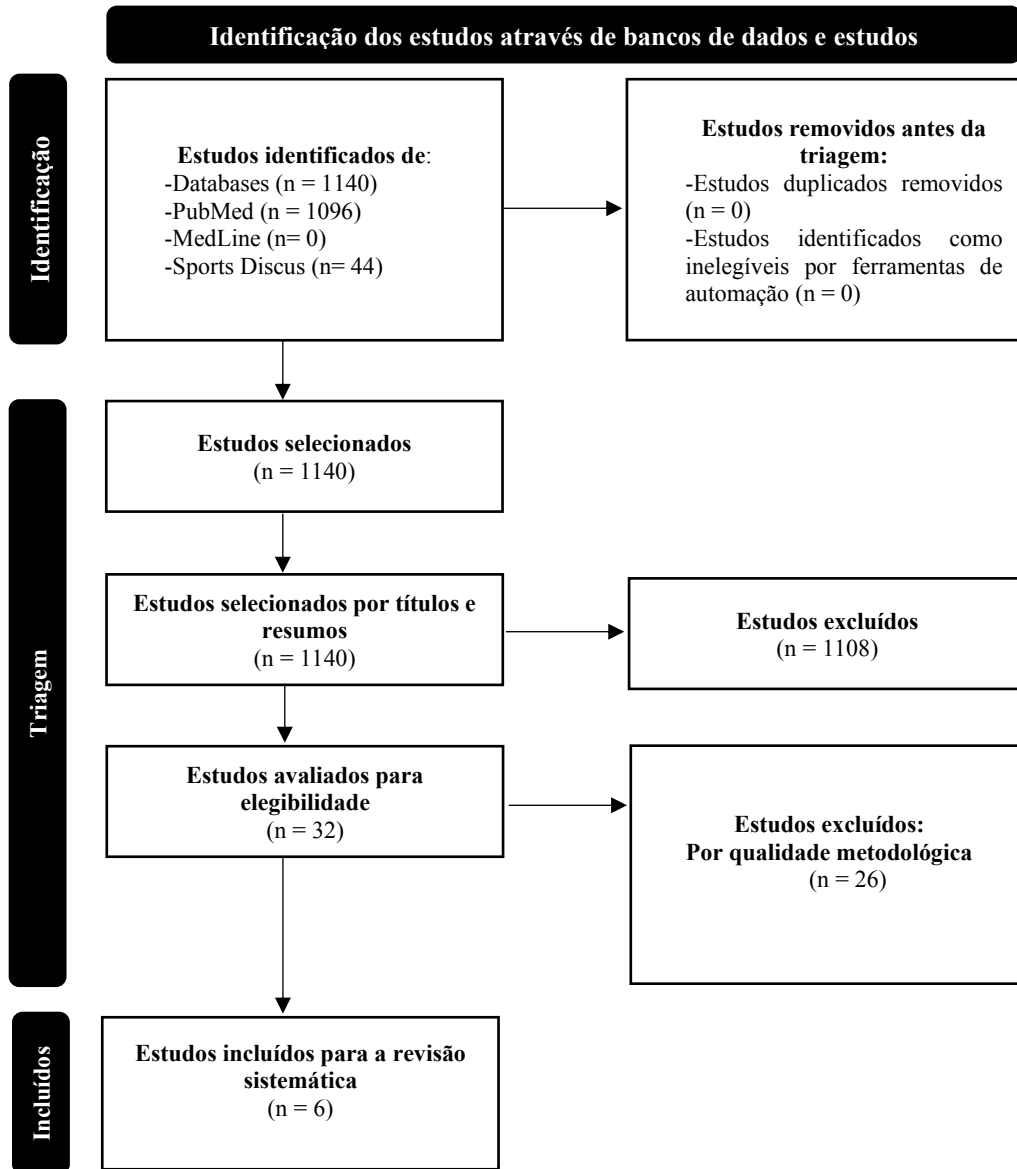 Identificação dos estudos através de bancos de dados e estudos
Identificação
Estudos identificados de:
-Databases (n = 1140)
-PubMed (n = 1096)
-MedLine (n= 0)
-Sports Discus (n= 44)
Estudos removidos antes da
triagem:
-Estudos duplicados removidos
(n = 0)
-Estudos identificados como
inelegíveis por ferramentas de
automação (n = 0)
Triagem
Estudos selecionados
(n = 1140)
Estudos selecionados por títulos e
resumos
(n = 1140)
Estudos excluídos
(n = 1108)
Estudos avaliados para
elegibilidade
(n = 32)
Estudos excluídos:
Por qualidade metodológica
(n = 26)
Incluídos
Estudos incluídos para a revisão
sistemática
(n = 6)